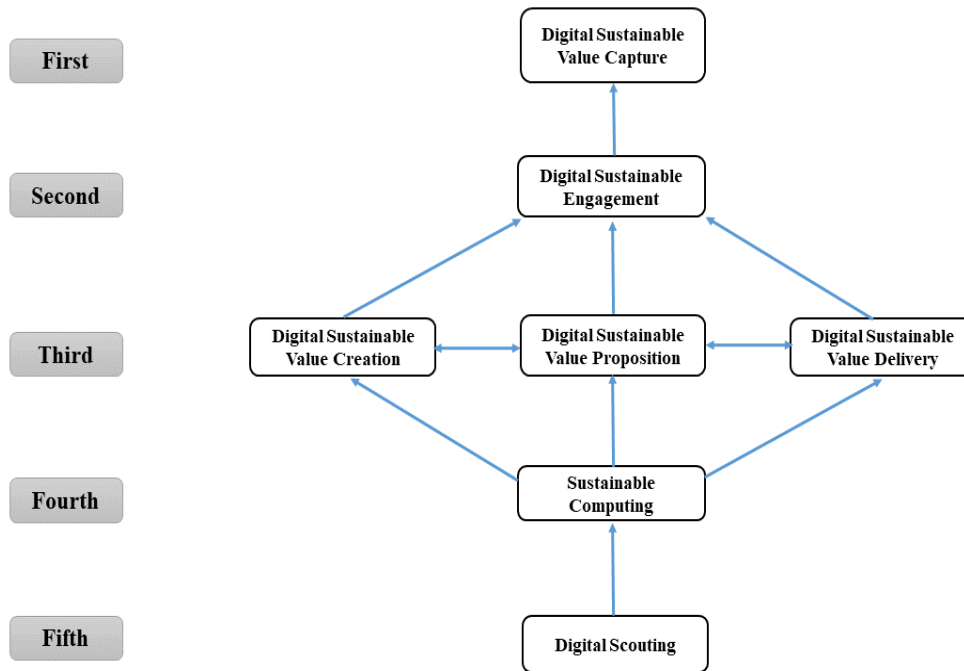 First
Digital Sustainable
Value Capture
Second
Digital Sustainable
Engagement
Third
Digital Sustainable
Value Creation
Digital Sustainable
Value Proposition
Digital Sustainable
Value Delivery
Fourth
Sustainable
Computing
Fifth
Digital Scouting